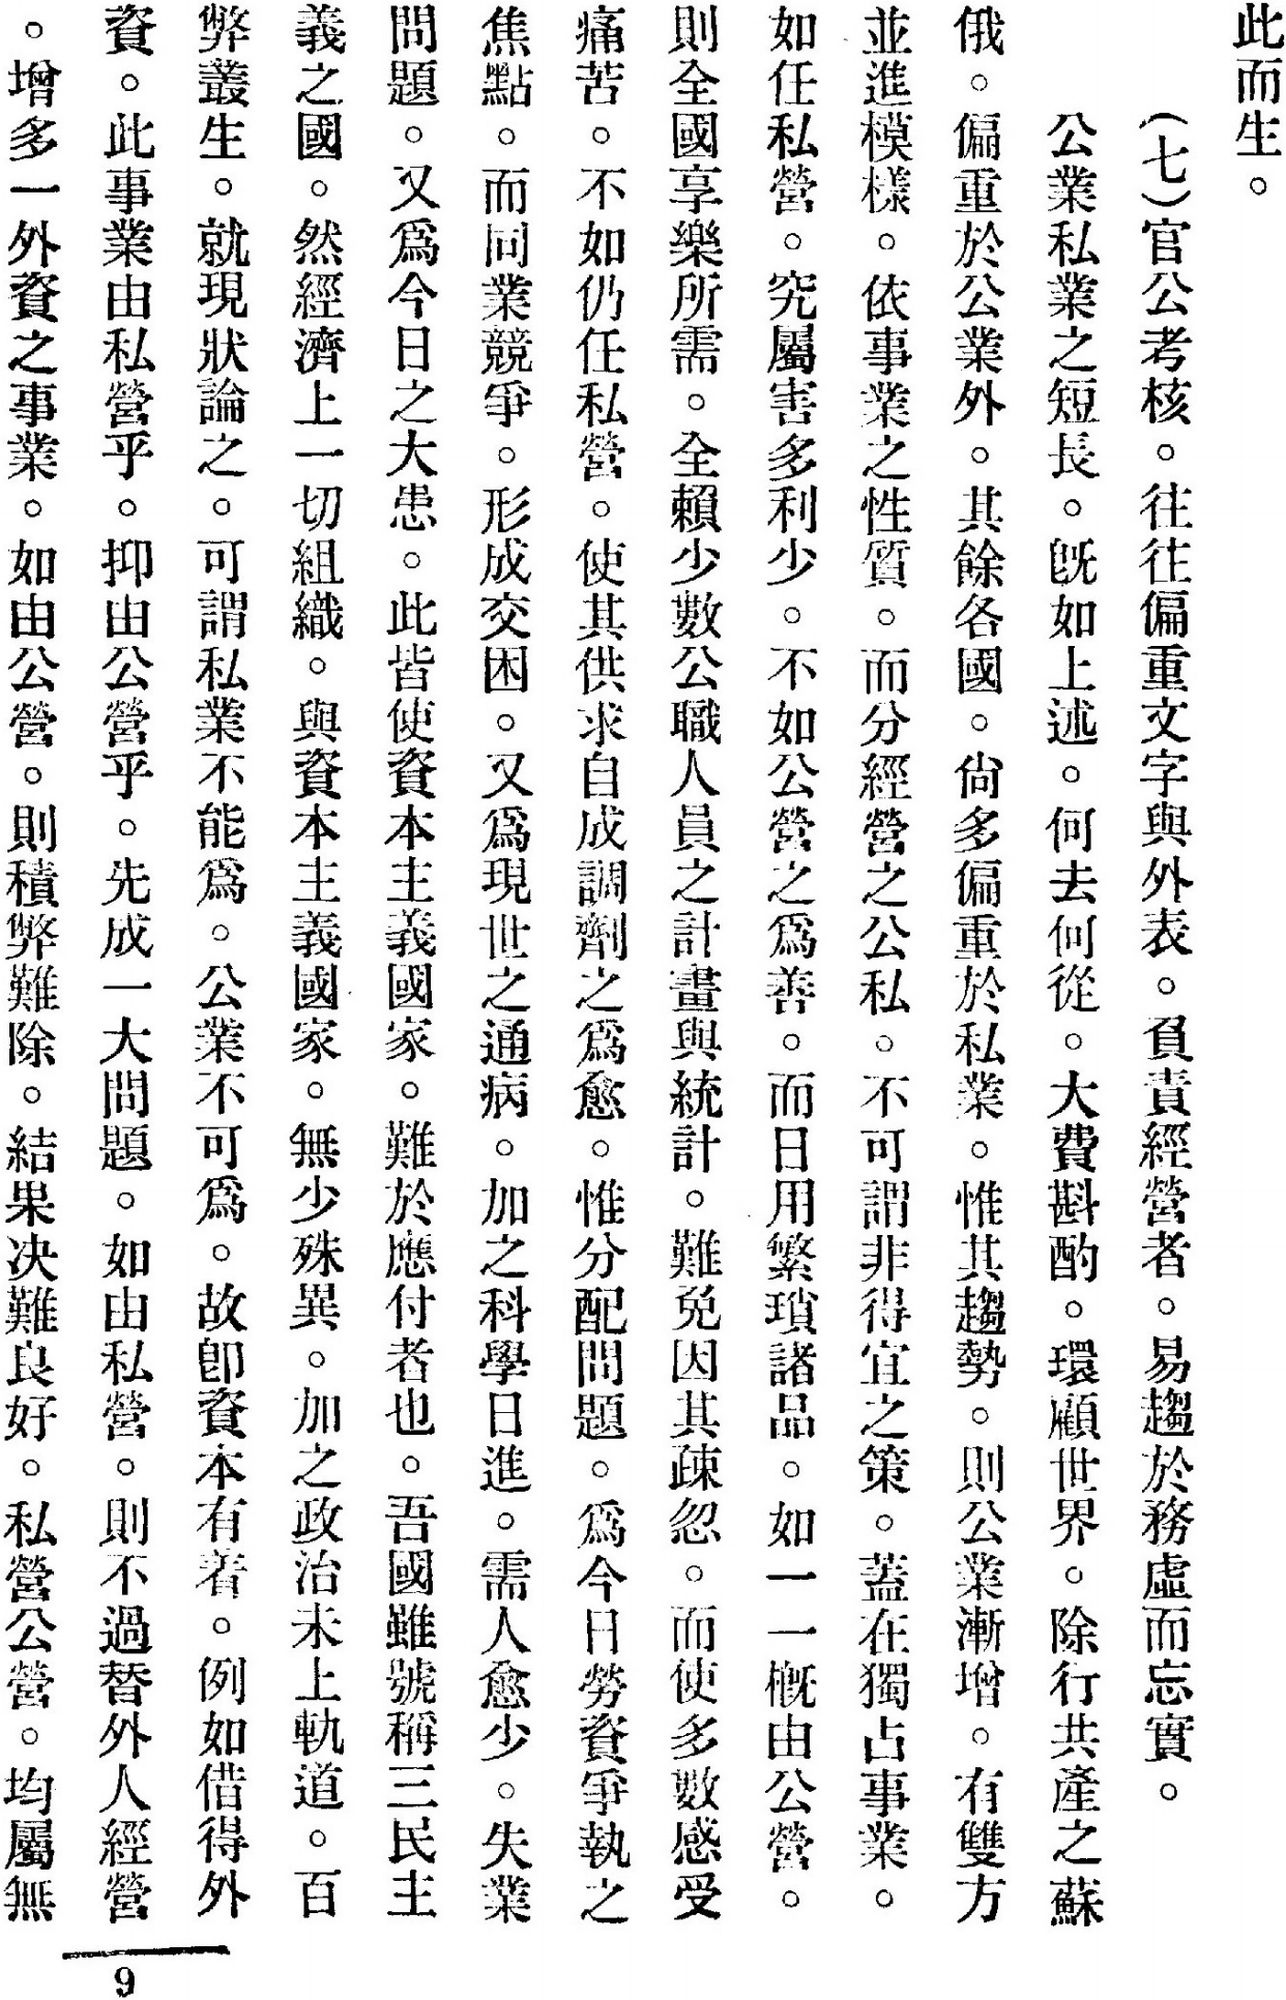 此而生。
(七)官公考核。往往偏重文字與外表。負責經營者。易趨於務虛而忘實。
公業私業之短長。既如上述。何去何從。大費斟酌。環顧世界。除行共產之蘇
俄。偏重於公業外。其餘各國。尙多偏重於私業。惟其趨勢。則公業漸增。有雙方
並進模樣。依事業之性質。而分經營之公私。不可謂非得宜之策。蓋在獨占事業。
如任私營。究屬害多利少。不如公營之爲善。而日用繁瑣諸品。如一一概由公營。
則全國享樂所需。全賴少數公職人員之計畫與統計。難免因其疎忽。而使多數感受
痛苦。不如仍任私營。使其供求自成調劑之爲愈。惟分配問題。爲今日勞資爭執之
焦點。而同業競爭。形成交困。又爲現世之通病。加之科學日進。需人愈少。失業
問題。又爲今日之大患。此皆使資本主義國家。難於應付者也。吾國雖號稱三民主
義之國。然經濟上一切組織。與資本主義國家。無少殊異。加之政治未上軌道。百
弊叢生。就現狀論之。可謂私業不能爲。公業不可爲。故卽資本有着。例如借得外
資。此事業由私營乎。抑由公營乎。先成一大問題。如由私營。則不過替外人經營
。增多一外資之事業。如由公營。則積弊難除。結果決難良好。私營公營。均屬無
9